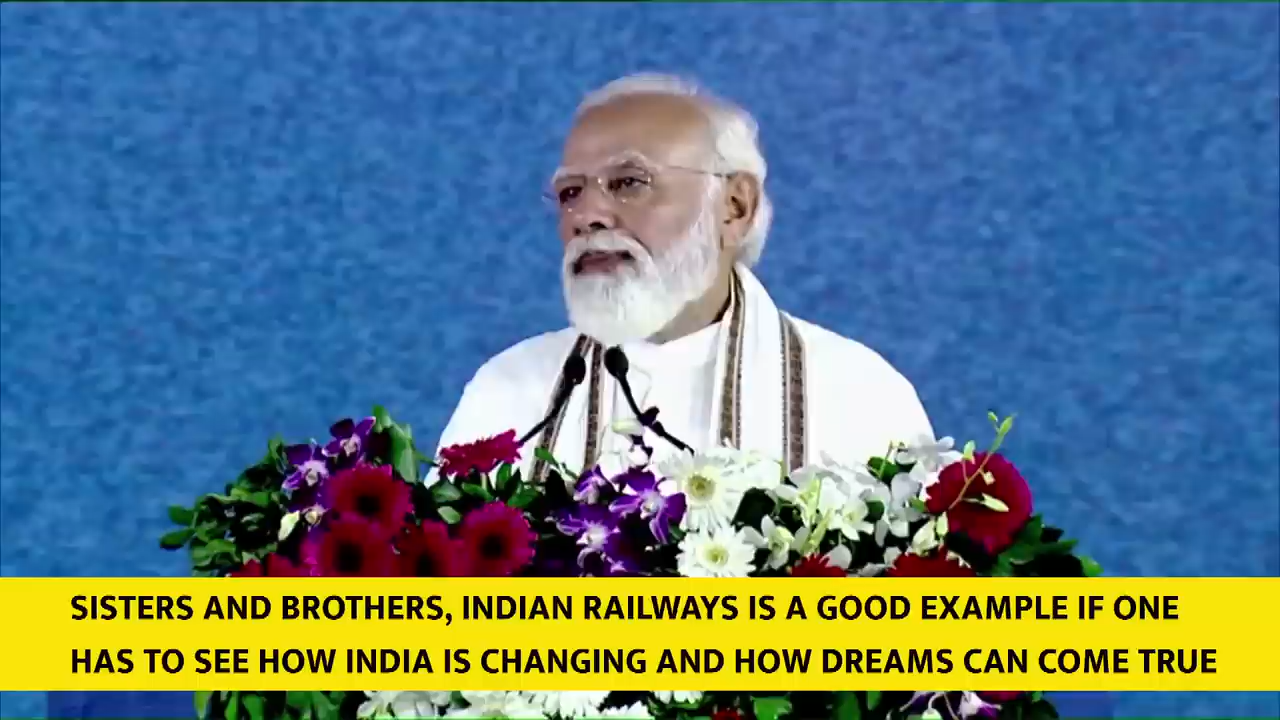 SISTERS AND BROTHERS, INDIAN RAILWAYS IS A GOOD EXAMPLE IF ONE
HAS TO SEE HOW INDIA IS CHANGING AND HOW DREAMS CAN COME TRUE